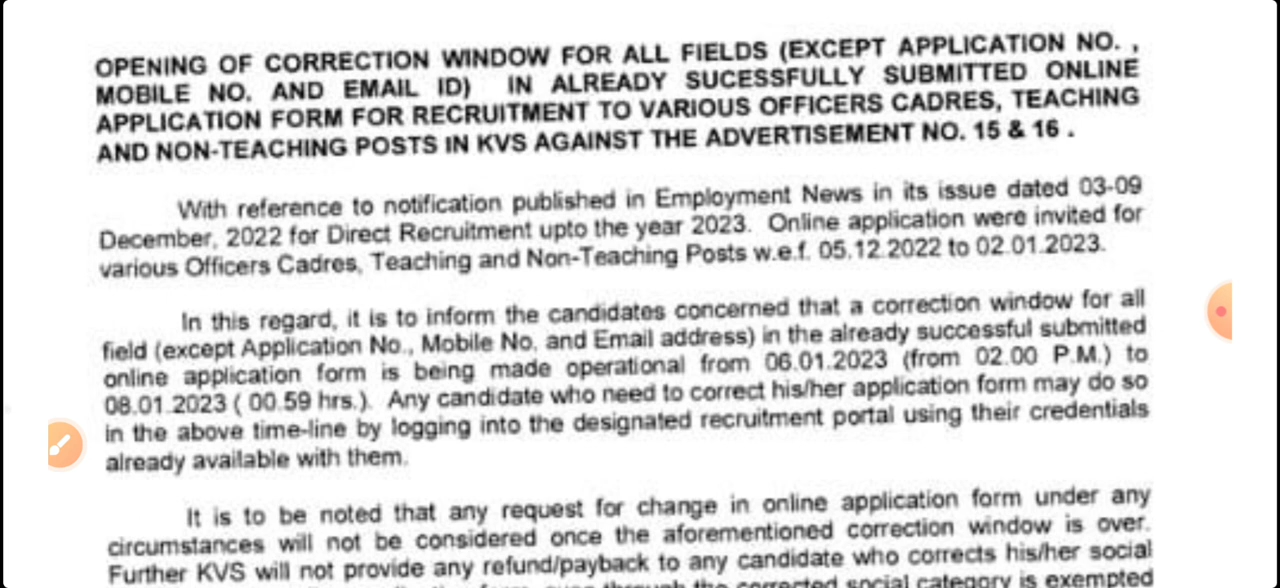 OPENING OF CORRECTION WINDOW FOR ALL FIELDS (EXCEPT APPLICATION NO. ,
MOBILE NO. AND EMAIL ID) IN ALREADY SUCESSFULLY SUBMITTED ONLINE
APPLICATION FORM FOR RECRUITMENT TO VARIOUS OFFICERS CADRES, TEACHING
AND NON-TEACHING POSTS IN KVS AGAINST THE ADVERTISEMENT NO. 15 & 16 .
With reference to notification published in Employment News in its issue dated 03-09
December, 2022 for Direct Recruitment upto the year 2023. Online application were invited for
various Officers Cadres, Teaching and Non-Teaching Posts w.e.f. 05.12.2022 to 02.01.2023.
In this regard, it is to inform the candidates concerned that a correction window for all
field (except Application No., Mobile No. and Email address) in the already successful submitted
online application form is being made operational from 06.01.2023 (from 02.00 P.M.) to
08.01.2023 ( 00.59 hrs.). Any candidate who need to correct his/her application form may do so
in the above time-line by logging into the designated recruitment portal using their credentials
already available with them.
It is to be noted that any request for change in online application form under any
circumstances will not be considered once the aforementioned correction window is over.
Further KVS will not provide any refund/payback to any candidate who corrects his/her social
the corrected social category is exempted